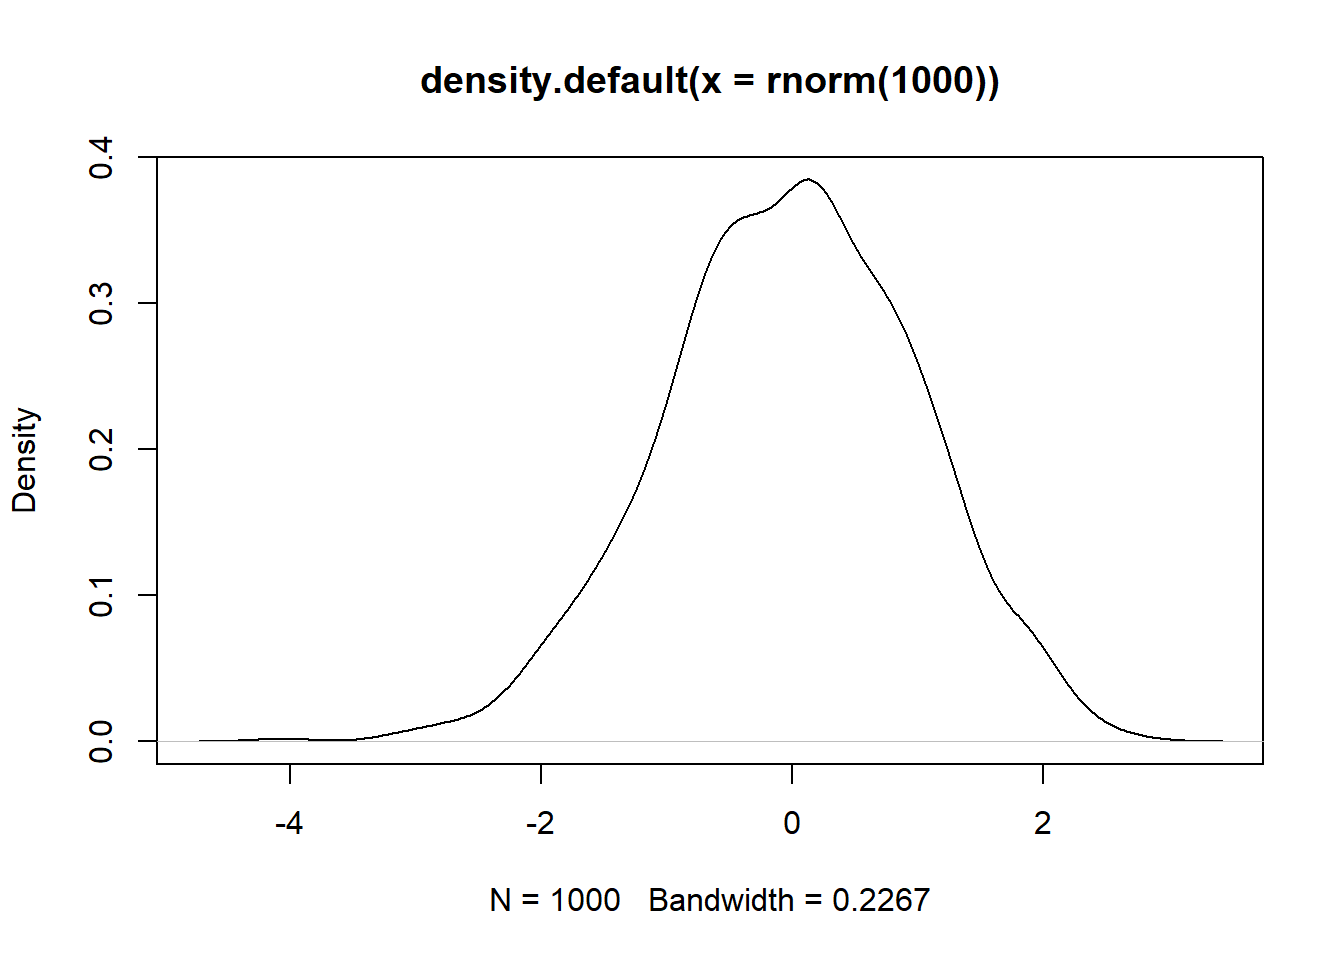 density.default(x = rnorm(1000))
Density
0.4
0.3
0.2
0.1
0.0
-4 -2 0 2
N = 1000 Bandwidth = 0.2267